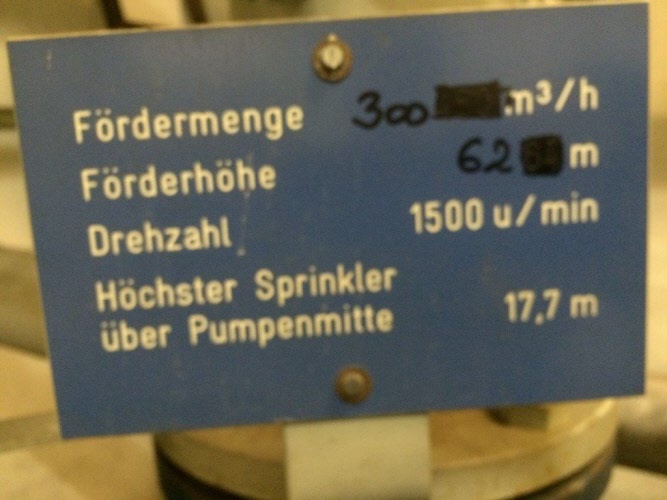 Fördermenge 300 m³/h
Förderhöhe 62 m
Drehzahl 1500 u/min
Höchster Sprinkler
über Pumpenmitte 17,7 m